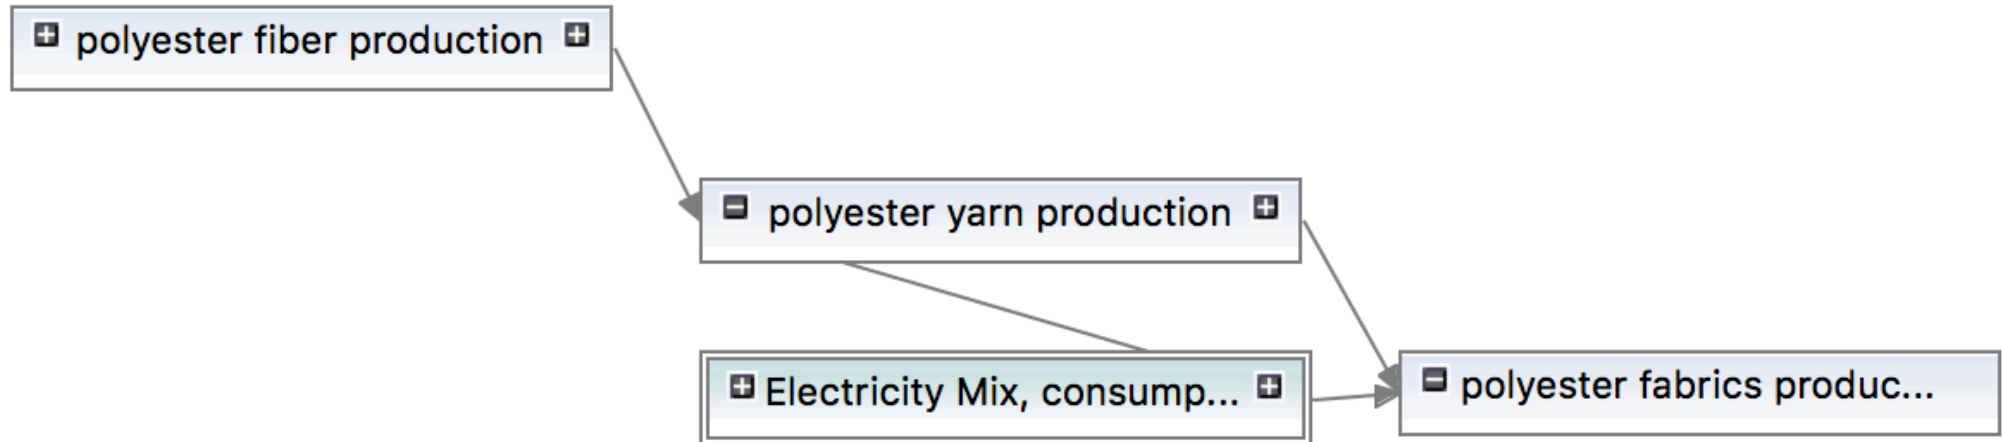 polyester fiber production
polyester yarn production
Electricity Mix, consump...
polyester fabrics produc...